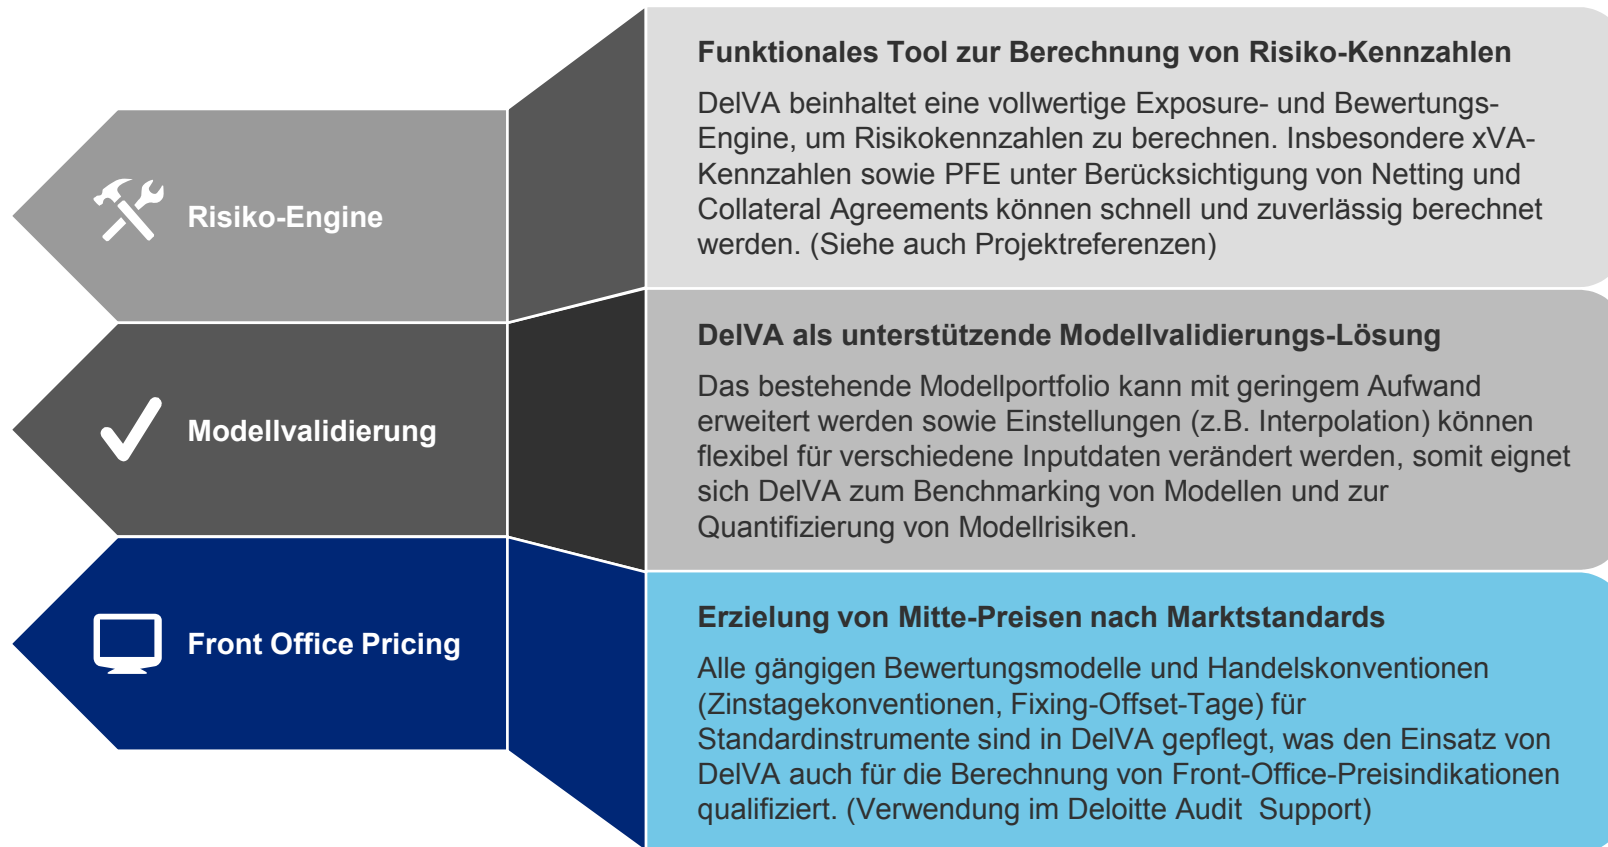 Risiko-Engine
Funktionales Tool zur Berechnung von Risiko-Kennzahlen
DelVA beinhaltet eine vollwertige Exposure- und Bewertungs-
Engine, um Risikokennzahlen zu berechnen. Insbesondere xVA-
Kennzahlen sowie PFE unter Berücksichtigung von Netting und
Collateral Agreements können schnell und zuverlässig berechnet
werden. (Siehe auch Projektreferenzen)
Modellvalidierung
DelVA als unterstützende Modellvalidierungs-Lösung
Das bestehende Modellportfolio kann mit geringem Aufwand
erweitert werden sowie Einstellungen (z.B. Interpolation) können
flexibel für verschiedene Inputdaten verändert werden, somit eignet
sich DelVA zum Benchmarking von Modellen und zur
Quantifizierung von Modellrisiken.
Front Office Pricing
Erzielung von Mitte-Preisen nach Marktstandards
Alle gängigen Bewertungsmodelle und Handelskonventionen
(Zinstagekonventionen, Fixing-Offset-Tage) für
Standardinstrumente sind in DelVA gepflegt, was den Einsatz von
DelVA auch für die Berechnung von Front-Office-Preisindikationen
qualifiziert. (Verwendung im Deloitte Audit  Support)